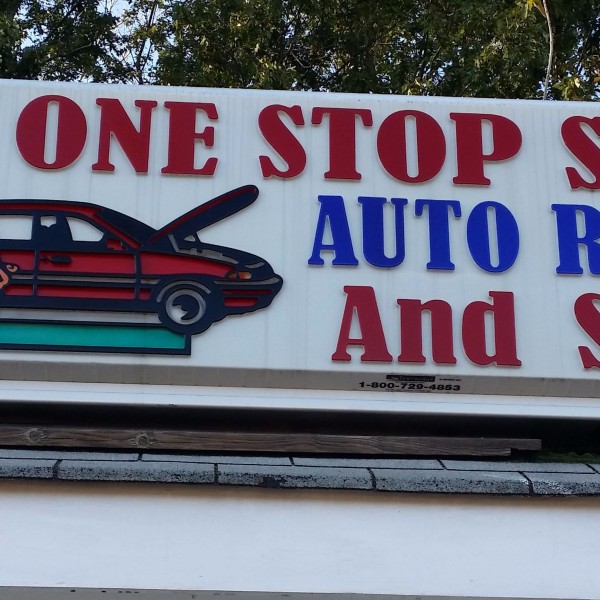 ONE STOP S
AUTO R
And S
1-800-729-4853